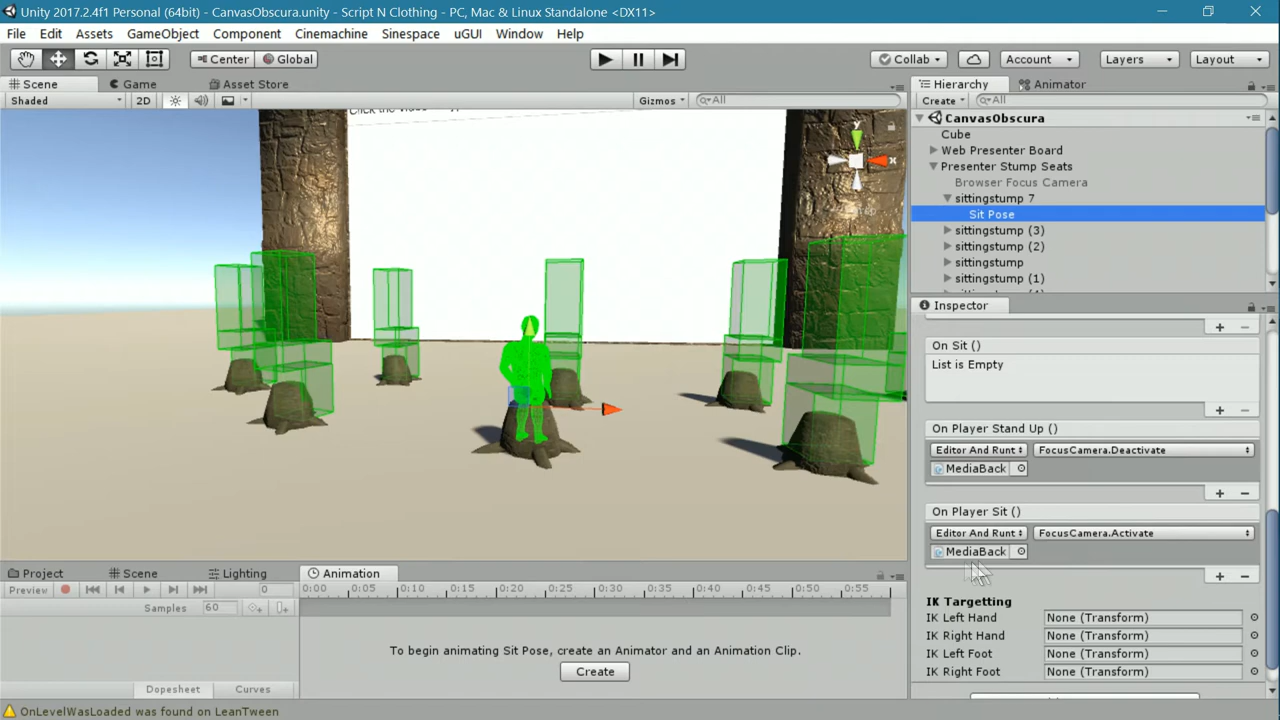 Unity 2017.2.4f1 Personal (64bit) - CanvasObscura.unity - Script N Clothing - PC, Mac & Linux Standalone <DX11>
File Edit Assets GameObject Component Cinemachine Sinespace uGUI Window Help
Center Global Collab Account Layers Layout
Scene Game Asset Store Hierarchy Animator
Shaded 2D Gizmos All Create All
Click the
CanvasObscura
Cube
Web Presenter Board
Presenter Stump Seats
Browser Focus Camera
sittingstump 7
Sit Pose
sittingstump (3)
sittingstump (2)
sittingstump
sittingstump (1)
y
x
Inspector
On Sit ()
List is Empty
On Player Stand Up ()
Editor And Runt FocusCamera.Deactivate
MediaBack
On Player Sit ()
Editor And Runt FocusCamera.Activate
MediaBack
IK Targetting
IK Left Hand None (Transform)
IK Right Hand None (Transform)
IK Left Foot None (Transform)
IK Right Foot None (Transform)
Project Scene Lighting Animation
Preview 0 0:00 0:05 0:10 0:15 0:20 0:25 0:30 0:35 0:40 0:45 0:50 0:55
Samples 60
To begin animating Sit Pose, create an Animator and an Animation Clip.
Create
Dopesheet Curves
OnLevelWasLoaded was found on LeanTween